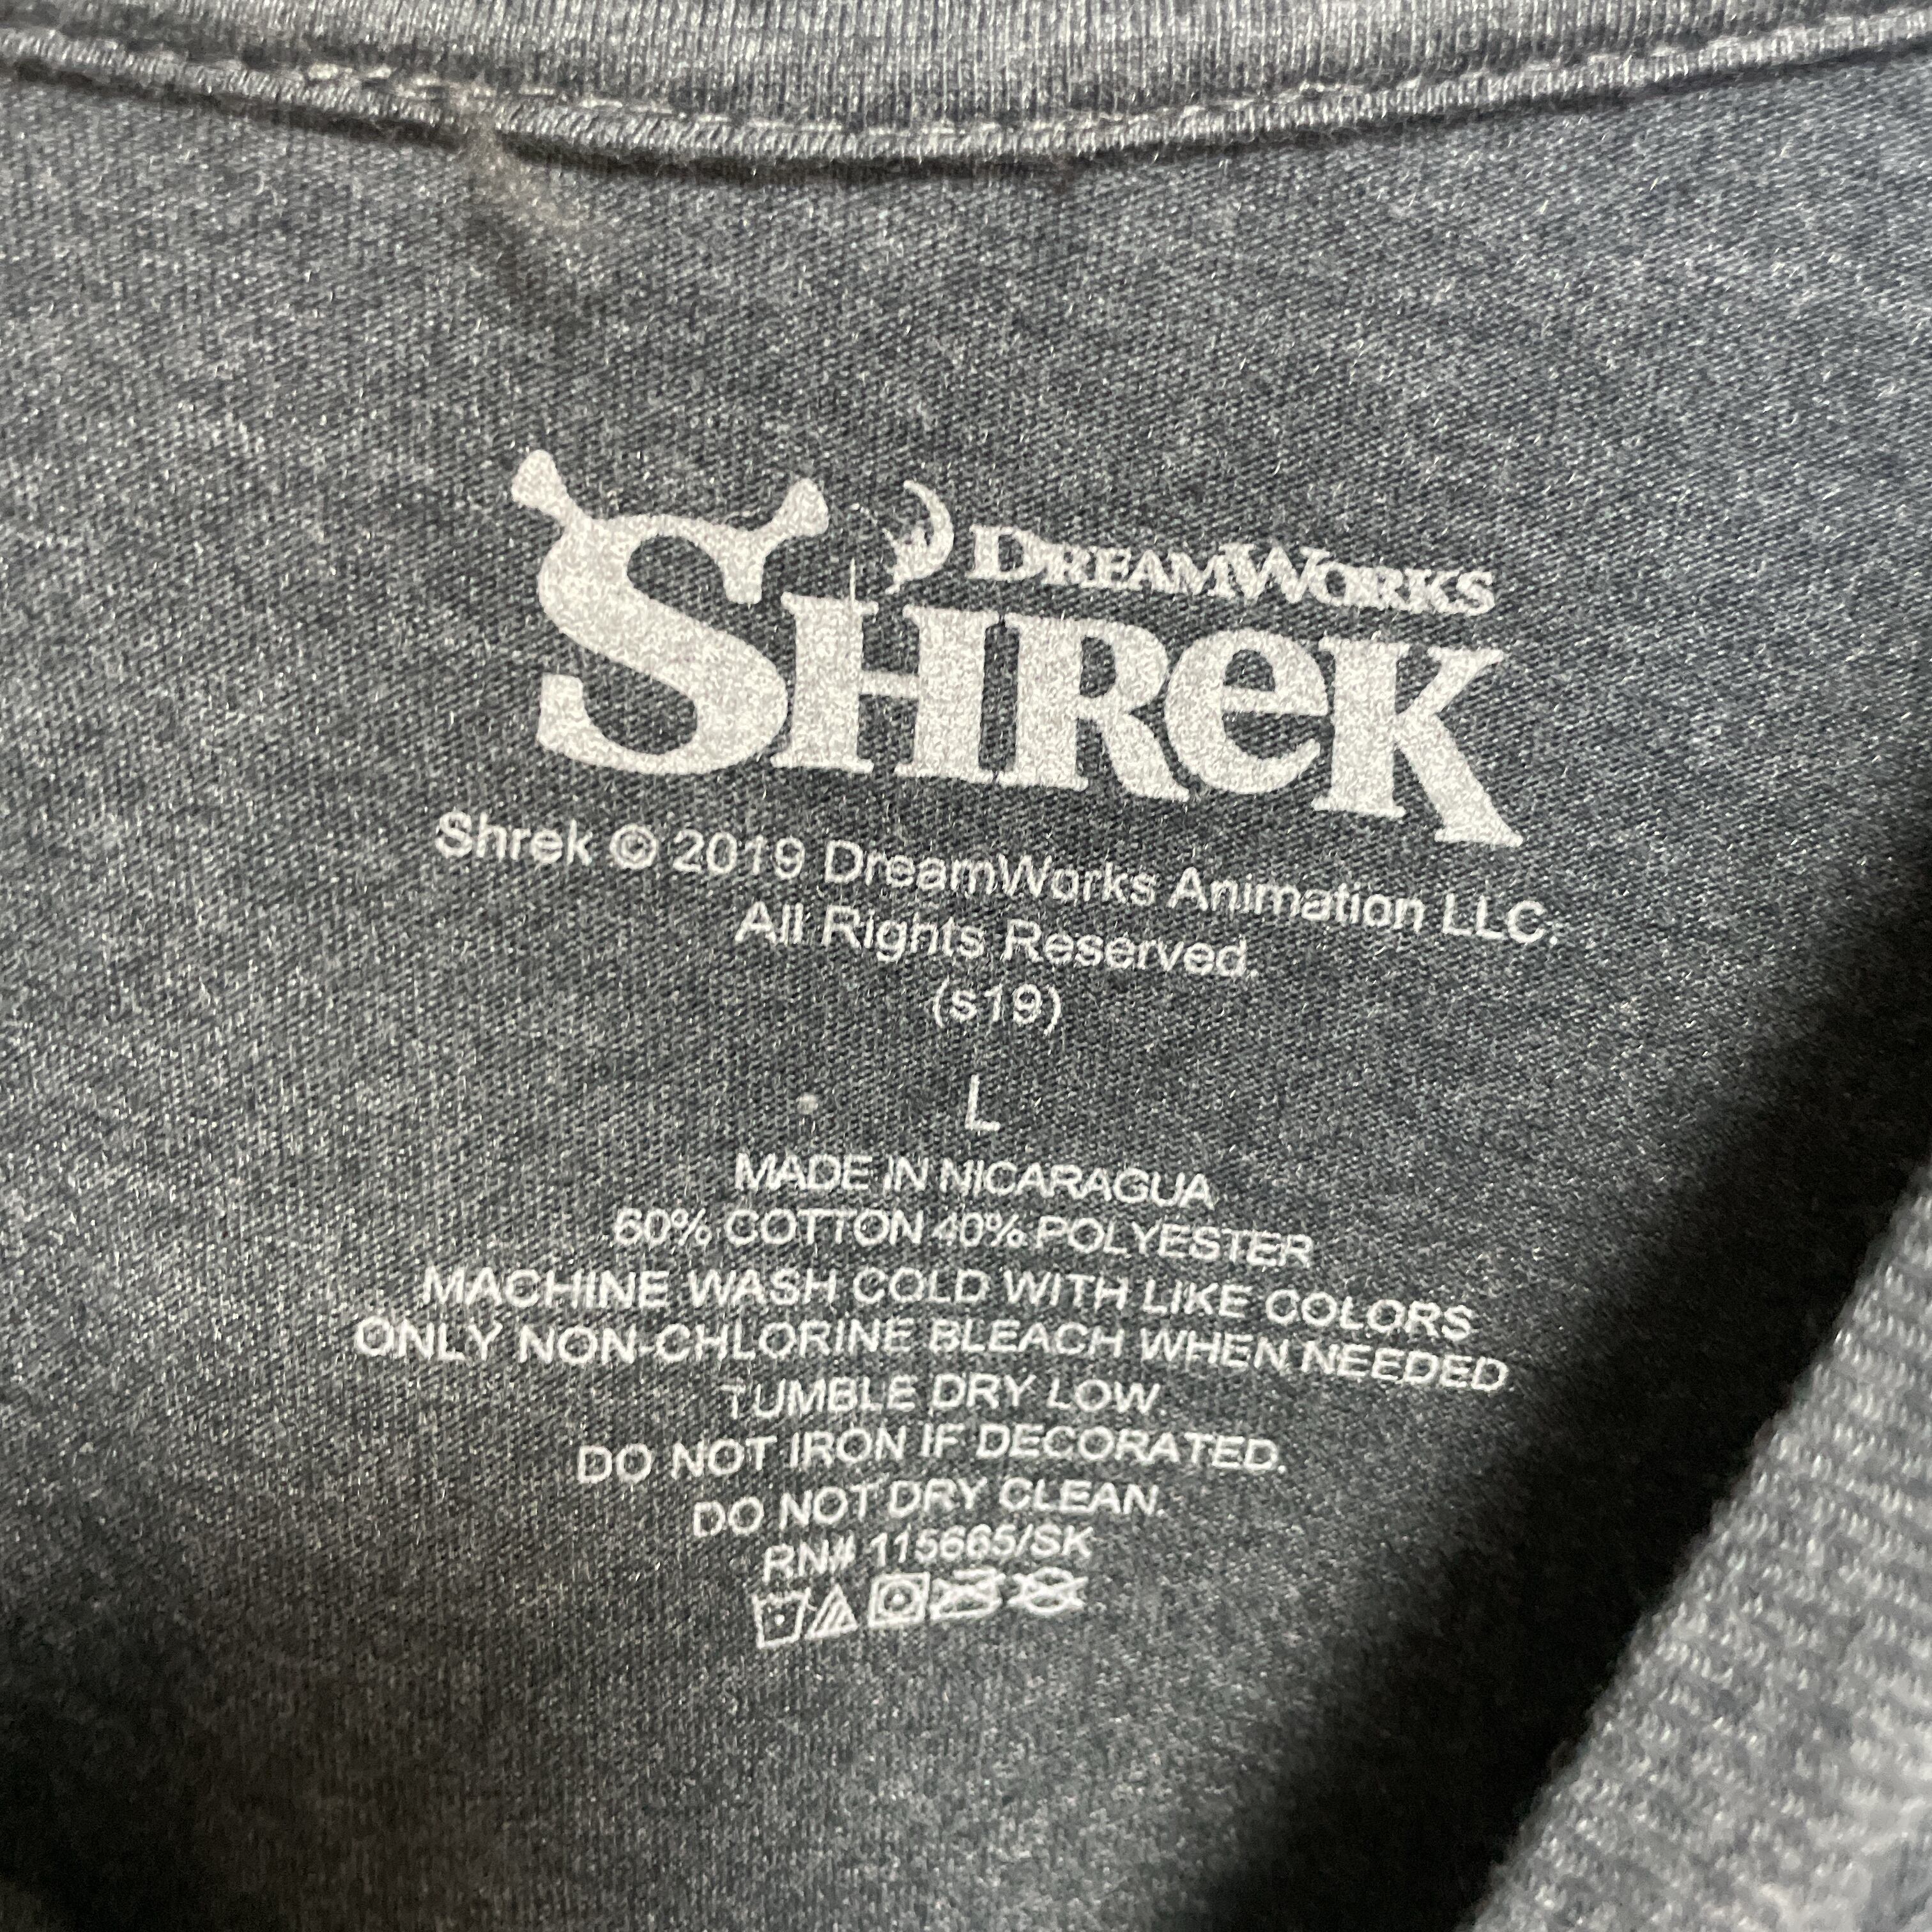 DREAMWORKS
SHREK
Shrek © 2019 DreamWorks Animation LLC.
All Rights Reserved.
(s19)
L
MADE IN NICARAGUA
60% COTTON 40% POLYESTER
MACHINE WASH COLD WITH LIKE COLORS
ONLY NON-CHLORINE BLEACH WHEN NEEDED.
TUMBLE DRY LOW
DO NOT IRON IF DECORATED.
DO NOT DRY CLEAN.
RN# 115665/SK